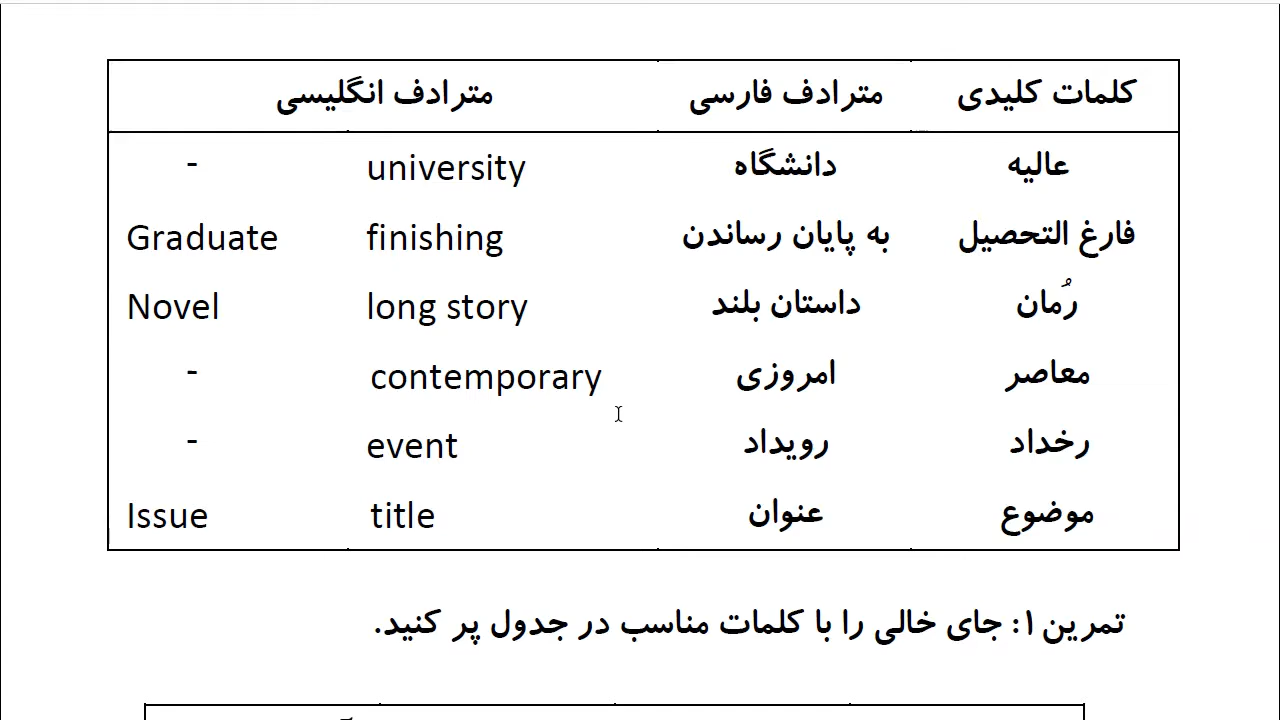 کلمات کلیدی مترادف فارسی مترادف انگلیسی
عالیه دانشگاه university -
فارغ التحصیل به پایان رساندن finishing Graduate
رُمان داستان بلند long story Novel
معاصر امروزی contemporary -
رخداد رویداد event -
موضوع عنوان title Issue
تمرین۱: جای خالی را با کلمات مناسب در جدول پر کنید.